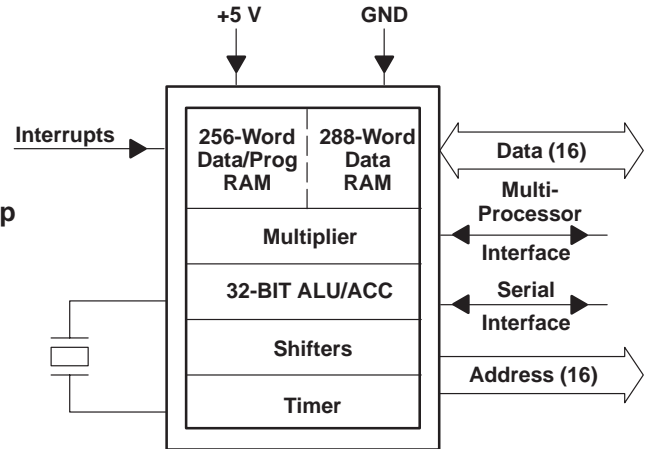 +5 V
GND
Interrupts
256-Word
Data/Prog
RAM
288-Word
Data
RAM
Data (16)
Multi-
Processor
Interface
p
Multiplier
32-BIT ALU/ACC
Serial
Interface
Shifters
Address (16)
Timer